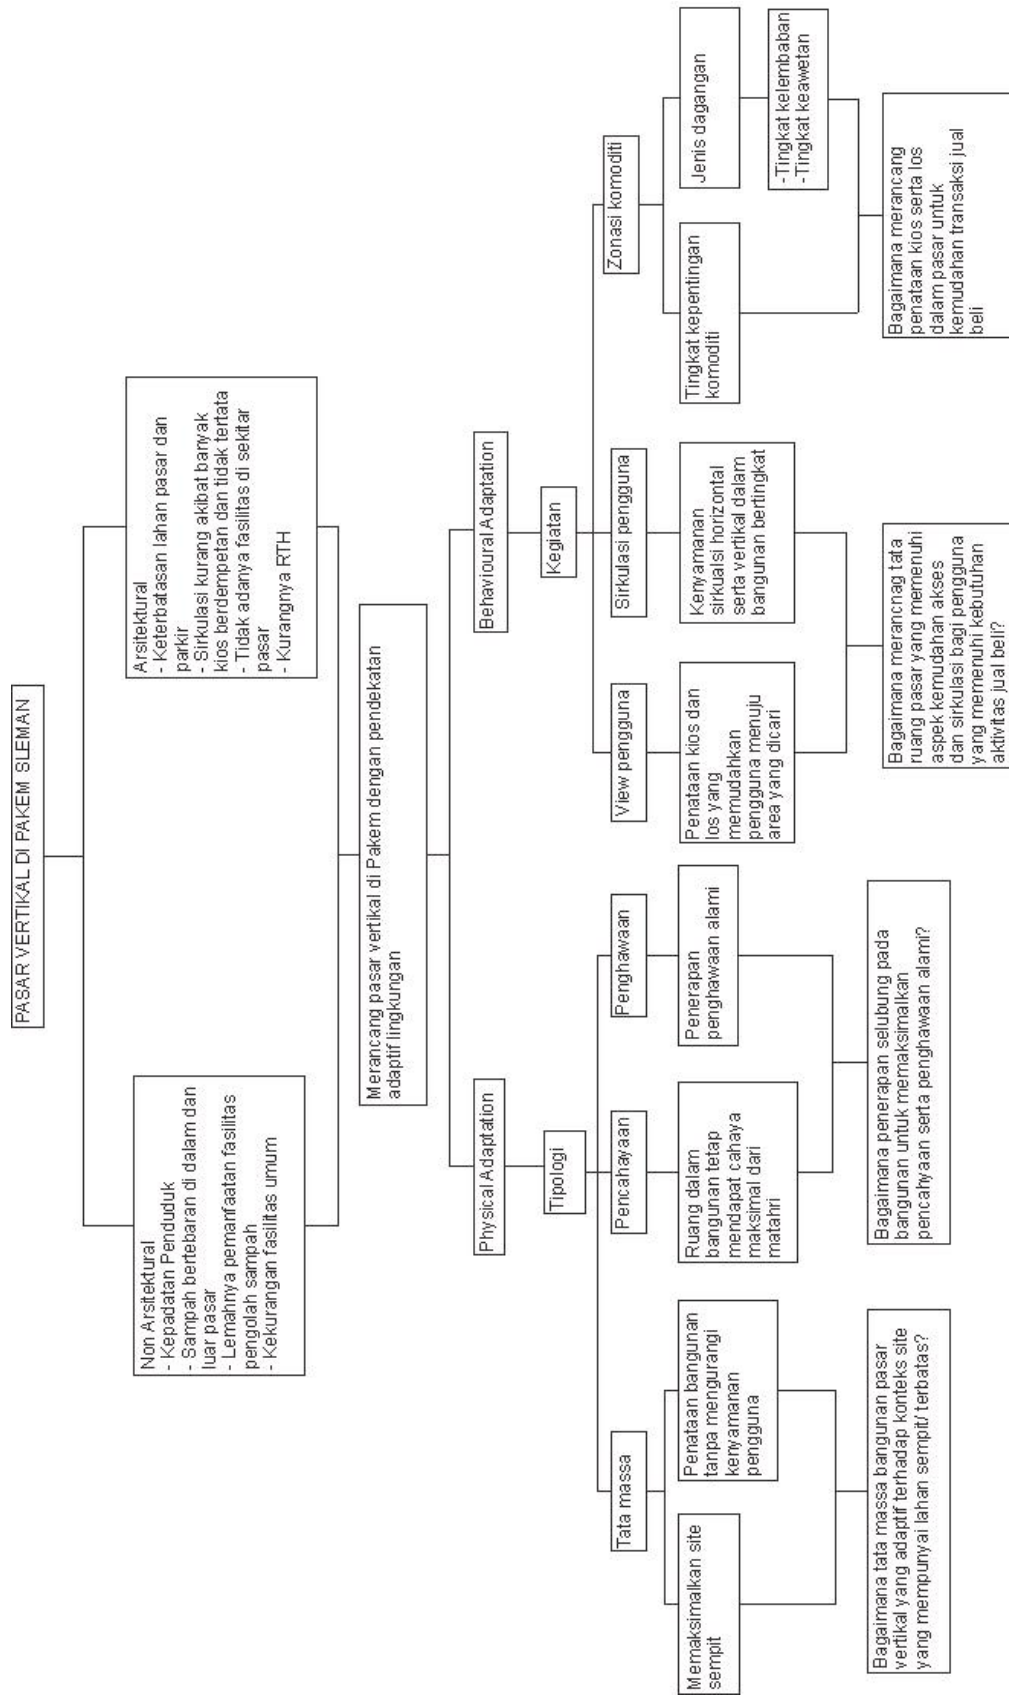 PASAR VERTIKAL DI PAKEM SLEMAN
Non Arsitektural
- Kepadatan Penduduk
- Sampah bertebaran di dalam dan
luar pasar
- Lemahnya pemanfaatan fasilitas
pengolah sampah
- Kekurangan fasilitas umum
Arsitektural
- Keterbatasan lahan pasar dan
parkir
- Sirkulasi kurang akibat banyak
kios berdempetan dan tidak tertata
- Tidak adanya fasilitas di sekitar
pasar
- Kurangnya RTH
Merancang pasar vertikal di Pakem dengan pendekatan
adaptif lingkungan
Physical Adaptation
Behavioural Adaptation
Tipologi
Kegiatan
Tata massa
Pencahayaan
Penghawaan
View pengguna
Sirkulasi pengguna
Zonasi komoditi
Memaksimalkan site
sempit
Penataan bangunan
tanpa mengurangi
kenyamanan
pengguna
Ruang dalam
bangunan tetap
mendapat cahaya
maksimal dari
matahri
Penerapan
penghawaan alami
Penataan kios dan
los yang
memudahkan
pengguna menuju
area yang dicari
Kenyamanan
sirkualsi horizontal
serta vertikal dalam
bangunan bertingkat
Tingkat kepentingan
komoditi
Jenis dagangan
-Tingkat kelembaban
-Tingkat keawetan
Bagaimana tata massa bangunan pasar
vertikal yang adaptif terhadap konteks site
yang mempunyai lahan sempit/ terbatas?
Bagaimana penerapan selubung pada
bangunan untuk memaksimalkan
pencahyaan serta penghawaan alami?
Bagaimana merancnag tata
ruang pasar yang memenuhi
aspek kemudahan akses
dan sirkulasi bagi pengguna
yang memenuhi kebutuhan
aktivitas jual beli?
Bagaimana merancang
penataan kios serta los
dalam pasar untuk
kemudahan transaksi jual
beli